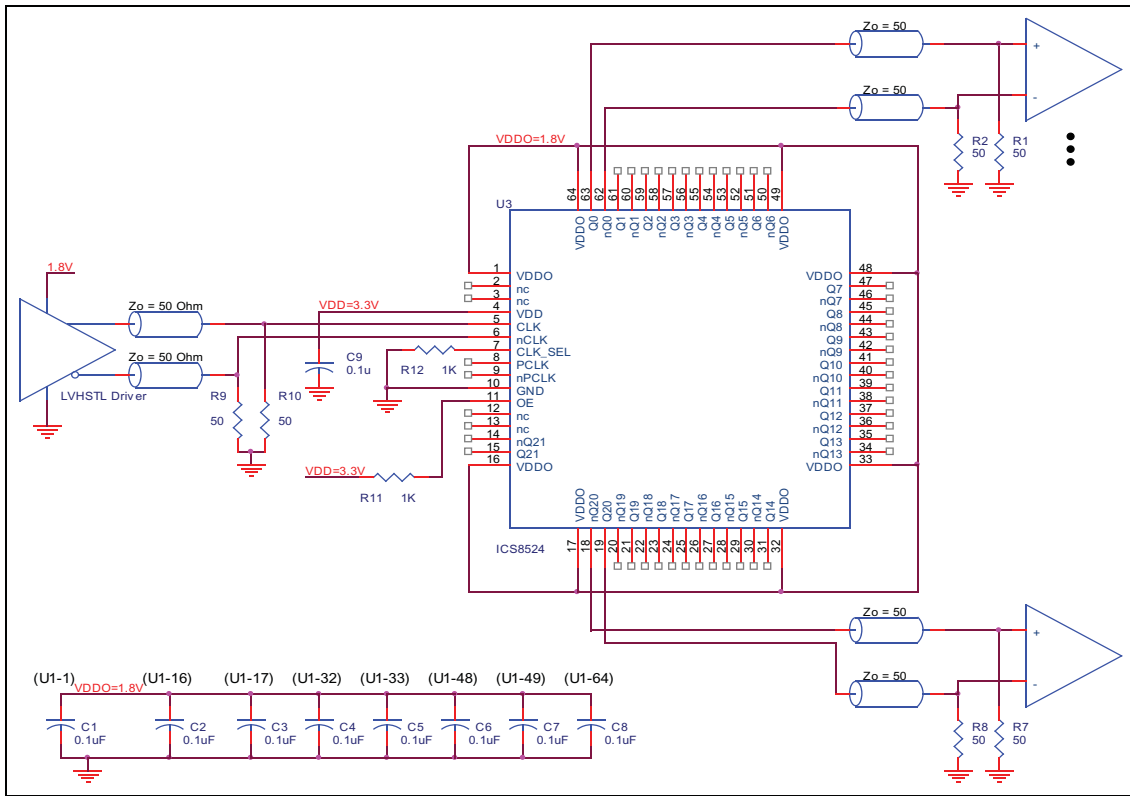 Zo = 50
+
Zo = 50
-
R2
50
R1
50
VDDO=1.8V
64
63
62
61
60
59
58
57
56
55
54
53
52
51
50
49
U3
VDDO
Q0
nQ0
Q1
nQ1
Q2
nQ2
Q3
nQ3
Q4
nQ4
Q5
nQ5
Q6
nQ6
VDDO
1.8V
Zo = 50 Ohm
Zo = 50 Ohm
LVHSTL Driver
R9
50
R10
50
VDD=3.3V
C9
0.1u
R12 1K
VDD=3.3V
R11 1K
1 VDDO
2 nc
3 nc
4 VDD
5 CLK
6 nCLK
7 CLK_SEL
8 PCLK
9 nPCLK
10 GND
11 OE
12 nc
13 nc
14 nQ21
15 Q21
16 VDDO
VDDO 48
Q7 47
nQ7 46
Q8 45
nQ8 44
Q9 43
nQ9 42
Q10 41
nQ10 40
Q11 39
nQ11 38
Q12 37
nQ12 36
Q13 35
nQ13 34
VDDO 33
VDDO
nQ20
Q20
nQ19
Q19
nQ18
Q18
nQ17
Q17
nQ16
Q16
nQ15
Q15
nQ14
Q14
VDDO
ICS8524
17
18
19
20
21
22
23
24
25
26
27
28
29
30
31
32
Zo = 50
+
Zo = 50
-
R8
50
R7
50
(U1-1) (U1-16) (U1-17) (U1-32) (U1-33) (U1-48) (U1-49) (U1-64)
VDDO=1.8V
C1
0.1uF
C2
0.1uF
C3
0.1uF
C4
0.1uF
C5
0.1uF
C6
0.1uF
C7
0.1uF
C8
0.1uF